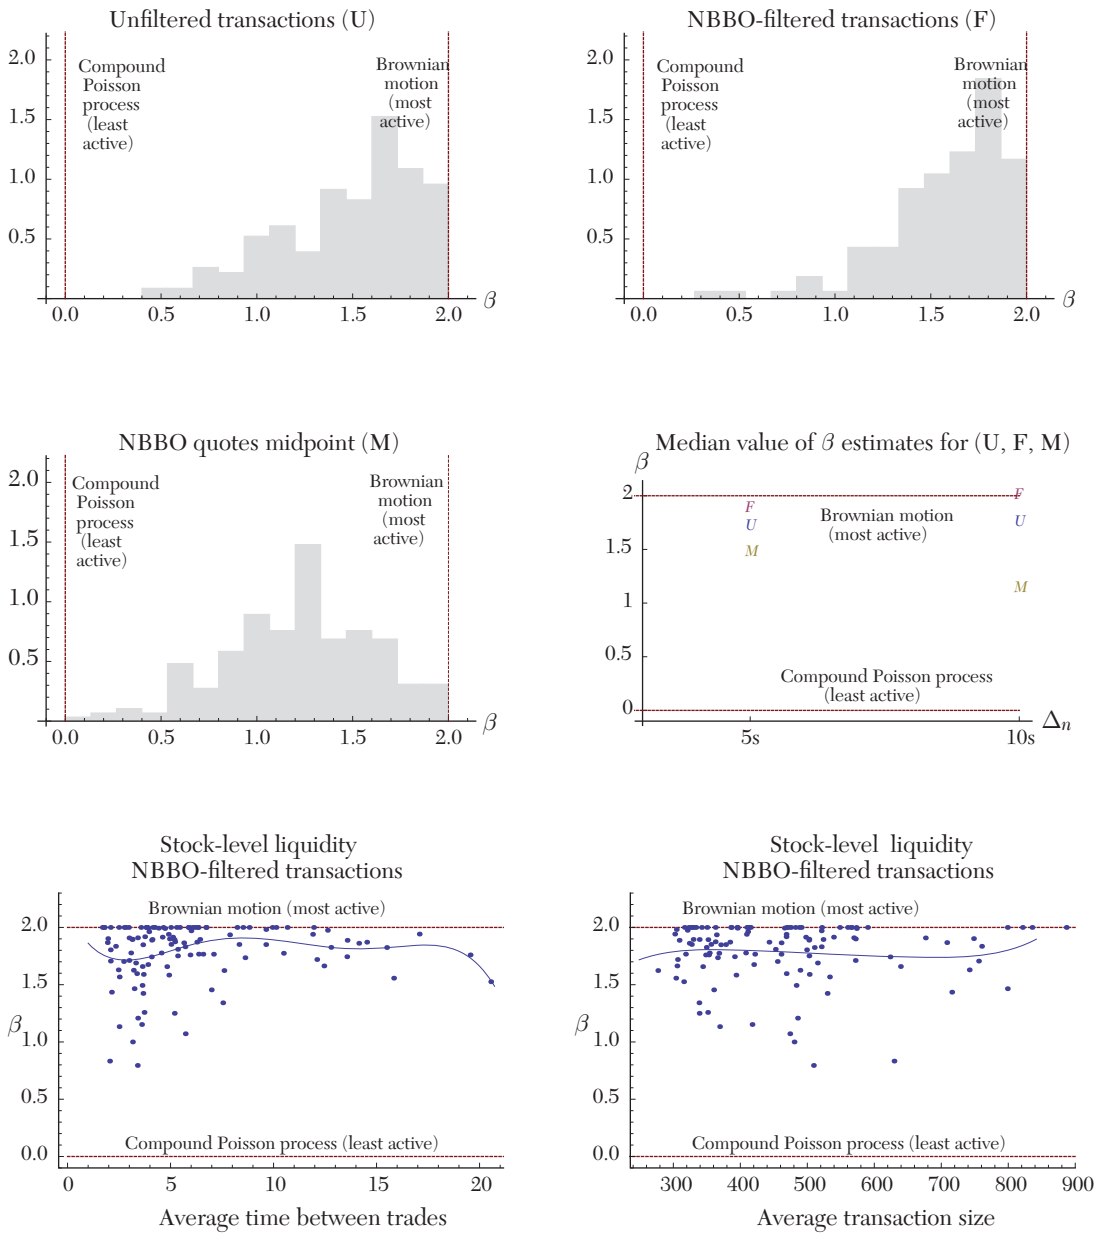 Unfiltered transactions (U)
2.0
1.5
1.0
0.5
Compound
Poisson
process
(least
active)
Brownian
motion
(most
active)
0.0 0.5 1.0 1.5 2.0
β
NBBO-filtered transactions (F)
2.0
1.5
1.0
0.5
Compound
Poisson
process
(least
active)
Brownian
motion
(most
active)
0.0 0.5 1.0 1.5 2.0
β
NBBO quotes midpoint (M)
2.0
1.5
1.0
0.5
Compound
Poisson
process
(least
active)
Brownian
motion
(most
active)
0.0 0.5 1.0 1.5 2.0
β
Median value of β estimates for (U, F, M)
β
2
1.5
1
0.5
0
F
U
M
F
U
M
Brownian motion
(most active)
Compound Poisson process
(least active)
5s 10s
Δn
Stock-level liquidity
NBBO-filtered transactions
Brownian motion (most active)
2.0
1.5
β
1.0
0.5
0.0
Compound Poisson process (least active)
0 5 10 15 20
Average time between trades
Stock-level liquidity
NBBO-filtered transactions
Brownian motion (most active)
2.0
1.5
β
1.0
0.5
0.0
Compound Poisson process (least active)
300 400 500 600 700 800 900
Average transaction size